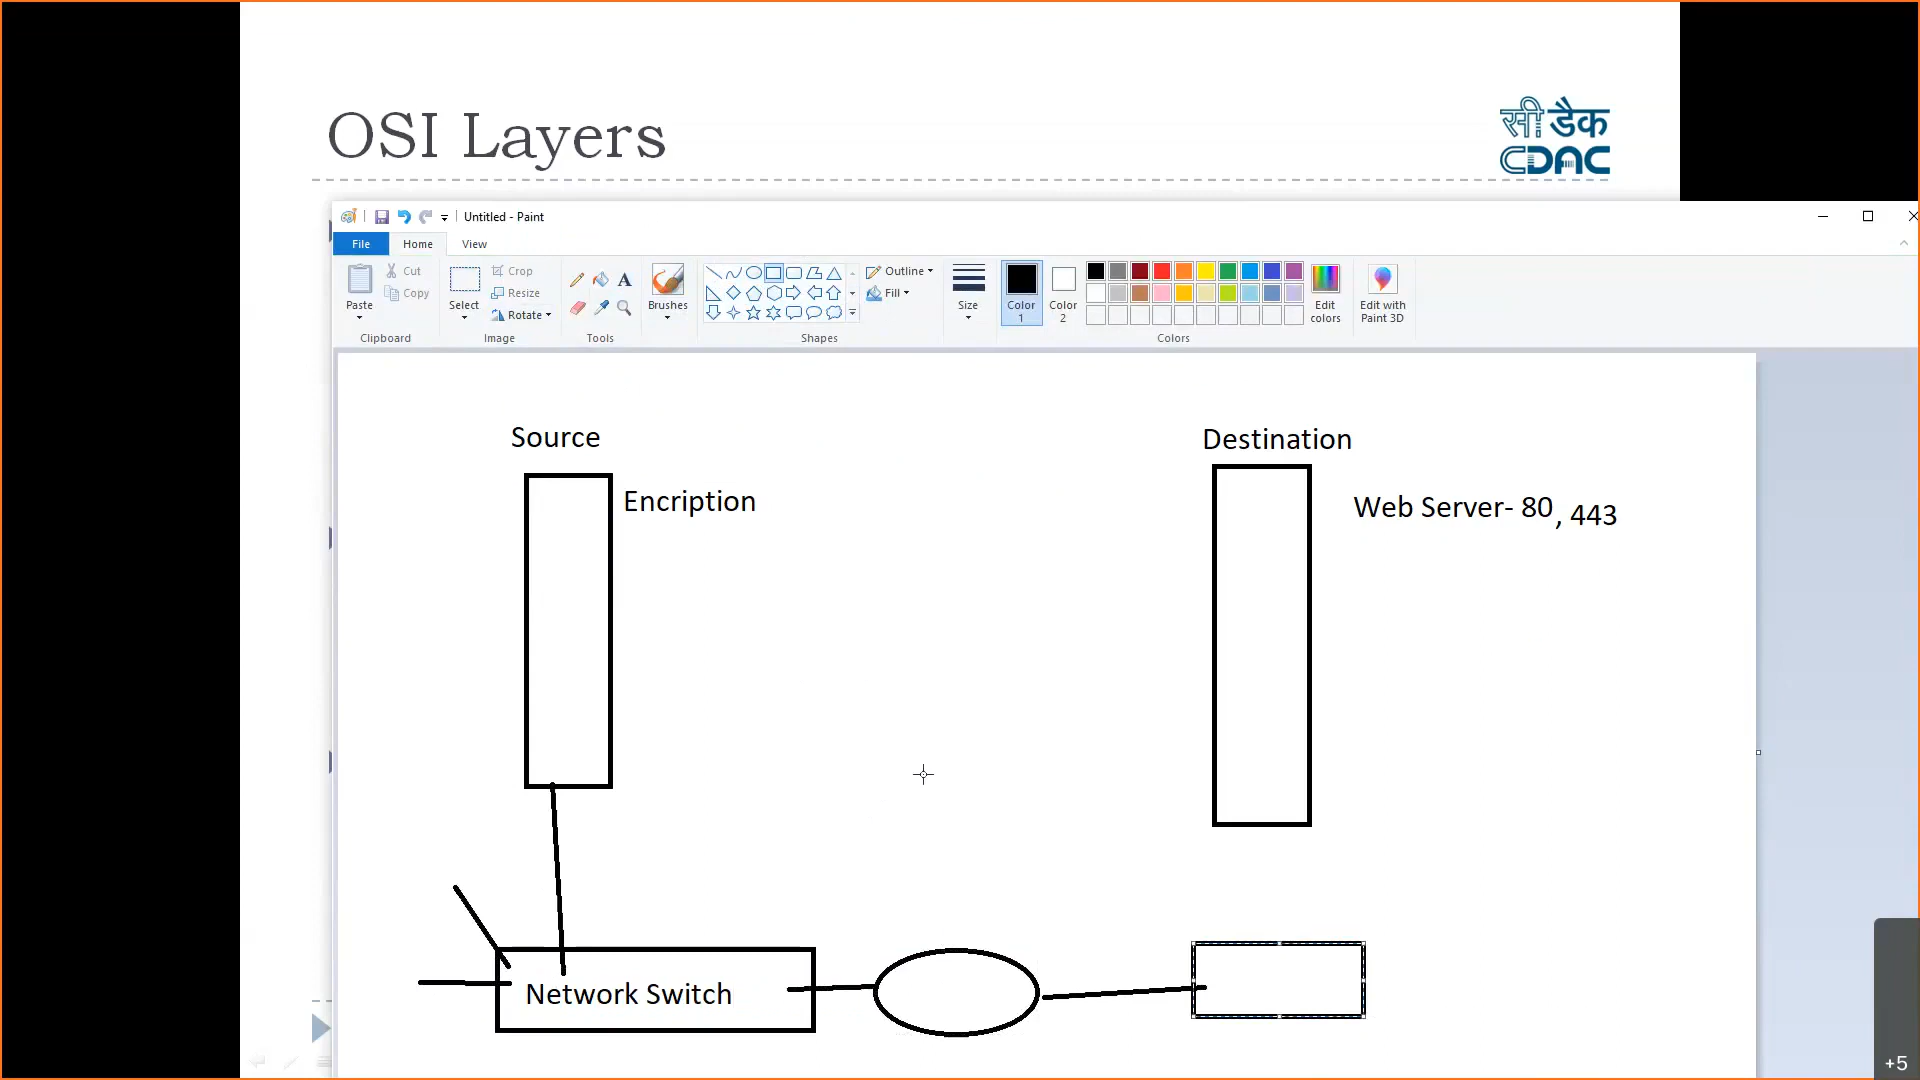 OSI Layers
सी डैक
CDAC
Untitled - Paint
File Home View
Paste
Cut
Copy
Clipboard
Select
Crop
Resize
Rotate
Image
Tools
Brushes
Shapes
Outline
Fill
Size
Color 1
Color 2
Edit colors
Colors
Edit with Paint 3D
Source
Destination
Encription
Web Server- 80, 443
Network Switch
+5